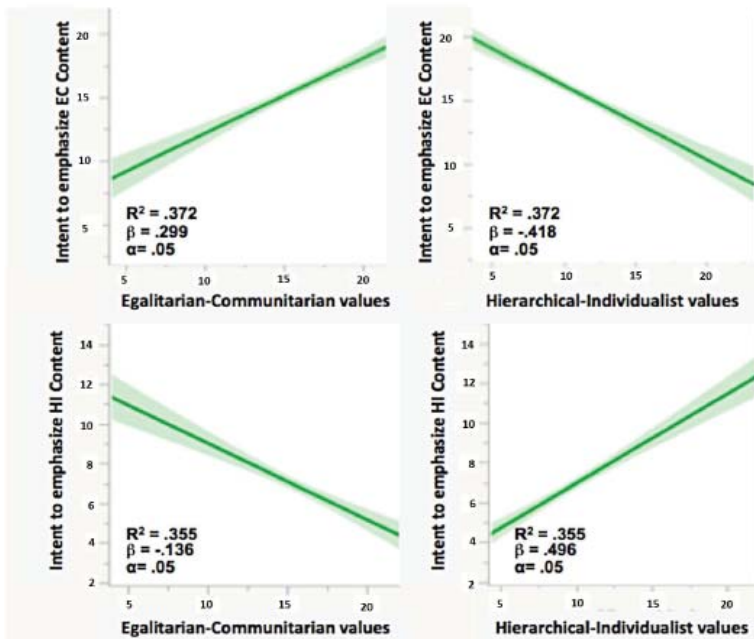 Intent to emphasize EC Content
20
15
10
5
R² = .372
β = .299
α= .05
5
10
15
20
Egalitarian-Communitarian values
Intent to emphasize EC Content
20
15
10
5
R² = .372
β = -.418
α= .05
5
10
15
20
Hierarchical-Individualist values
Intent to emphasize HI Content
14
12
10
8
6
4
2
R² = .355
β = -.136
α= .05
5
10
15
20
Egalitarian-Communitarian values
Intent to emphasize HI Content
14
12
10
8
6
4
2
R² = .355
β = .496
α= .05
5
10
15
20
Hierarchical-Individualist values